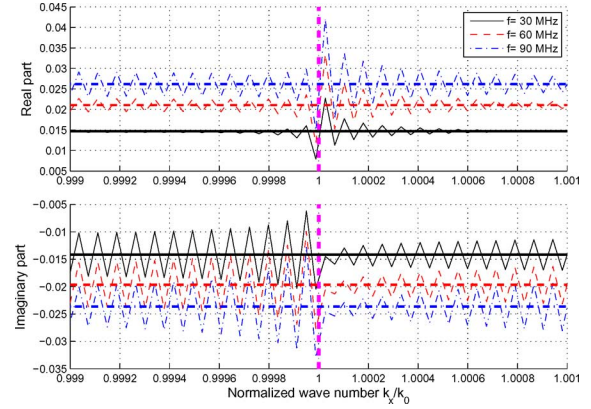 0.045
0.04
0.035
0.03
0.025
0.02
0.015
0.01
0.005
Real part
f= 30 MHz
f= 60 MHz
f= 90 MHz
0.999 0.9992 0.9994 0.9996 0.9998 1 1.0002 1.0004 1.0006 1.0008 1.001
−0.005
−0.01
−0.015
−0.02
−0.025
−0.03
−0.035
Imaginary part
0.999 0.9992 0.9994 0.9996 0.9998 1 1.0002 1.0004 1.0006 1.0008 1.001
Normalized wave number kₓ/k₀